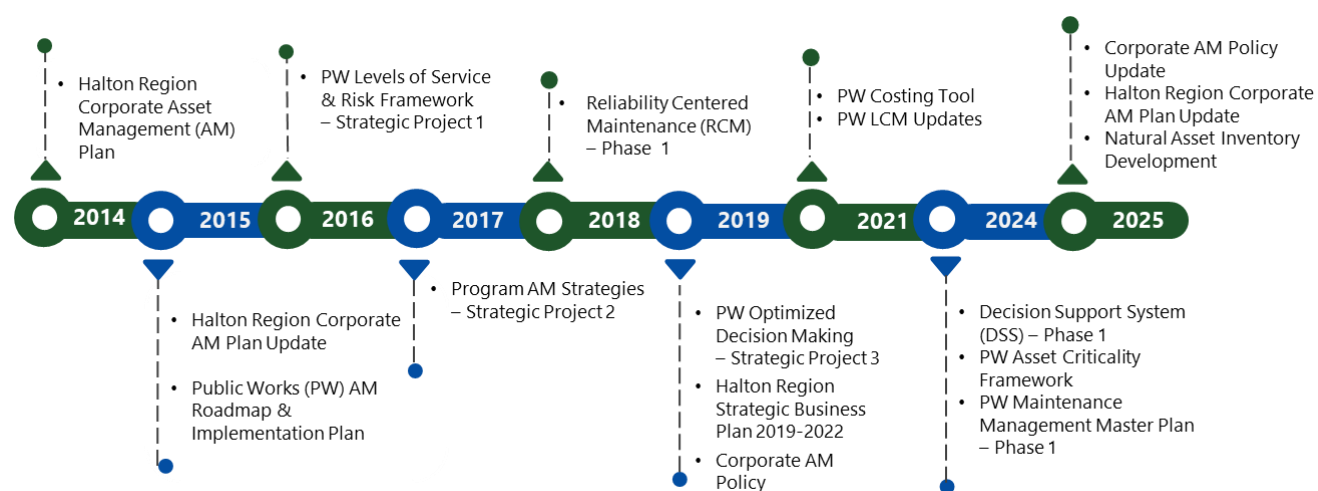 • Halton Region
Corporate Asset
Management (AM)
Plan
• PW Levels of Service
& Risk Framework
– Strategic Project 1
• Reliability Centered
Maintenance (RCM)
– Phase 1
• PW Costing Tool
• PW LCM Updates
• Corporate AM Policy
Update
• Halton Region Corporate
AM Plan Update
• Natural Asset Inventory
Development
2014
2015
2016
2017
2018
2019
2021
2024
2025
• Halton Region Corporate
AM Plan Update
• Public Works (PW) AM
Roadmap &
Implementation Plan
• Program AM Strategies
– Strategic Project 2
• PW Optimized
Decision Making
– Strategic Project 3
• Halton Region
Strategic Business
Plan 2019-2022
• Corporate AM
Policy
• Decision Support System
(DSS) – Phase 1
• PW Asset Criticality
Framework
• PW Maintenance
Management Master Plan
– Phase 1